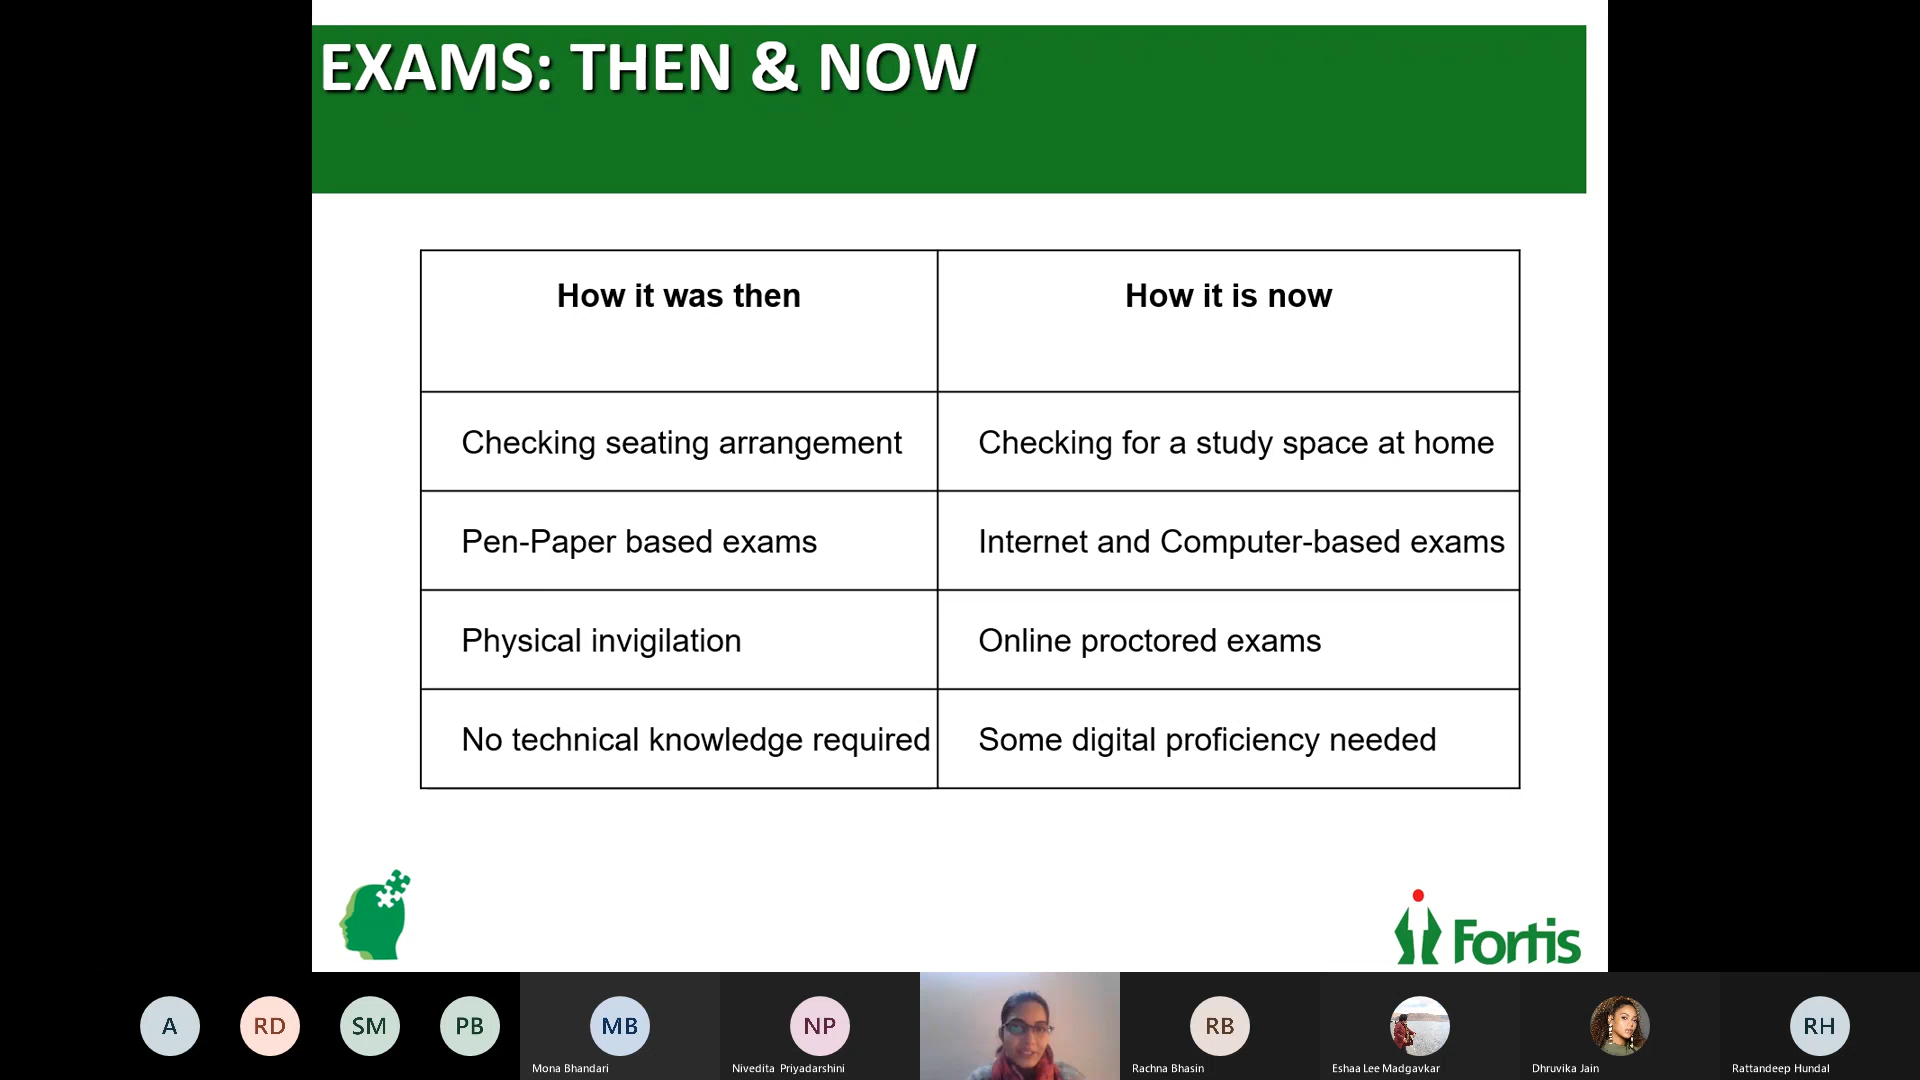 EXAMS: THEN & NOW
How it was then
How it is now
Checking seating arrangement
Checking for a study space at home
Pen-Paper based exams
Internet and Computer-based exams
Physical invigilation
Online proctored exams
No technical knowledge required
Some digital proficiency needed
Fortis
A
RD
SM
PB
MB
NP
RB
RH
Mona Bhandari
Nivedita Priyadarshini
Rachna Bhasin
Eshaa Lee Madgavkar
Dhruvika Jain
Rattandeep Hundal